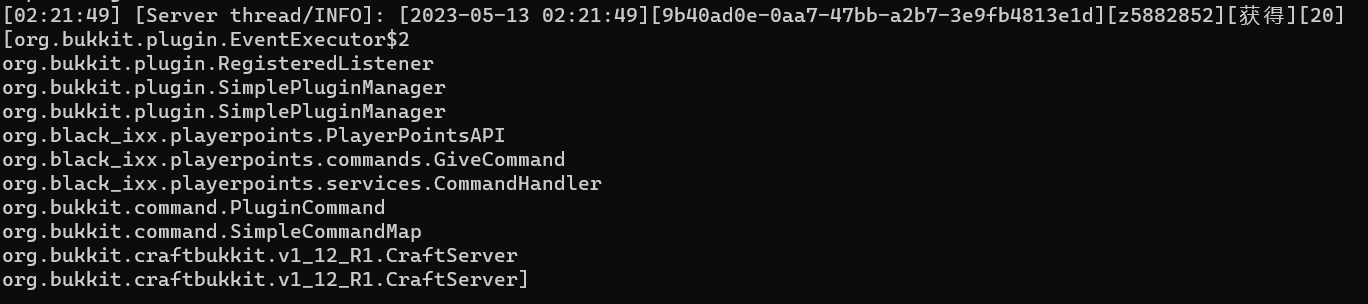 [02:21:49] [Server thread/INFO]: [2023-05-13 02:21:49][9b40ad0e-0aa7-47bb-a2b7-3e9fb4813e1d][z5882852][获得][20]
[org.bukkit.plugin.EventExecutor$2
org.bukkit.plugin.RegisteredListener
org.bukkit.plugin.SimplePluginManager
org.bukkit.plugin.SimplePluginManager
org.black_ixx.playerpoints.PlayerPointsAPI
org.black_ixx.playerpoints.commands.GiveCommand
org.black_ixx.playerpoints.services.CommandHandler
org.bukkit.command.PluginCommand
org.bukkit.command.SimpleCommandMap
org.bukkit.craftbukkit.v1_12_R1.CraftServer
org.bukkit.craftbukkit.v1_12_R1.CraftServer]